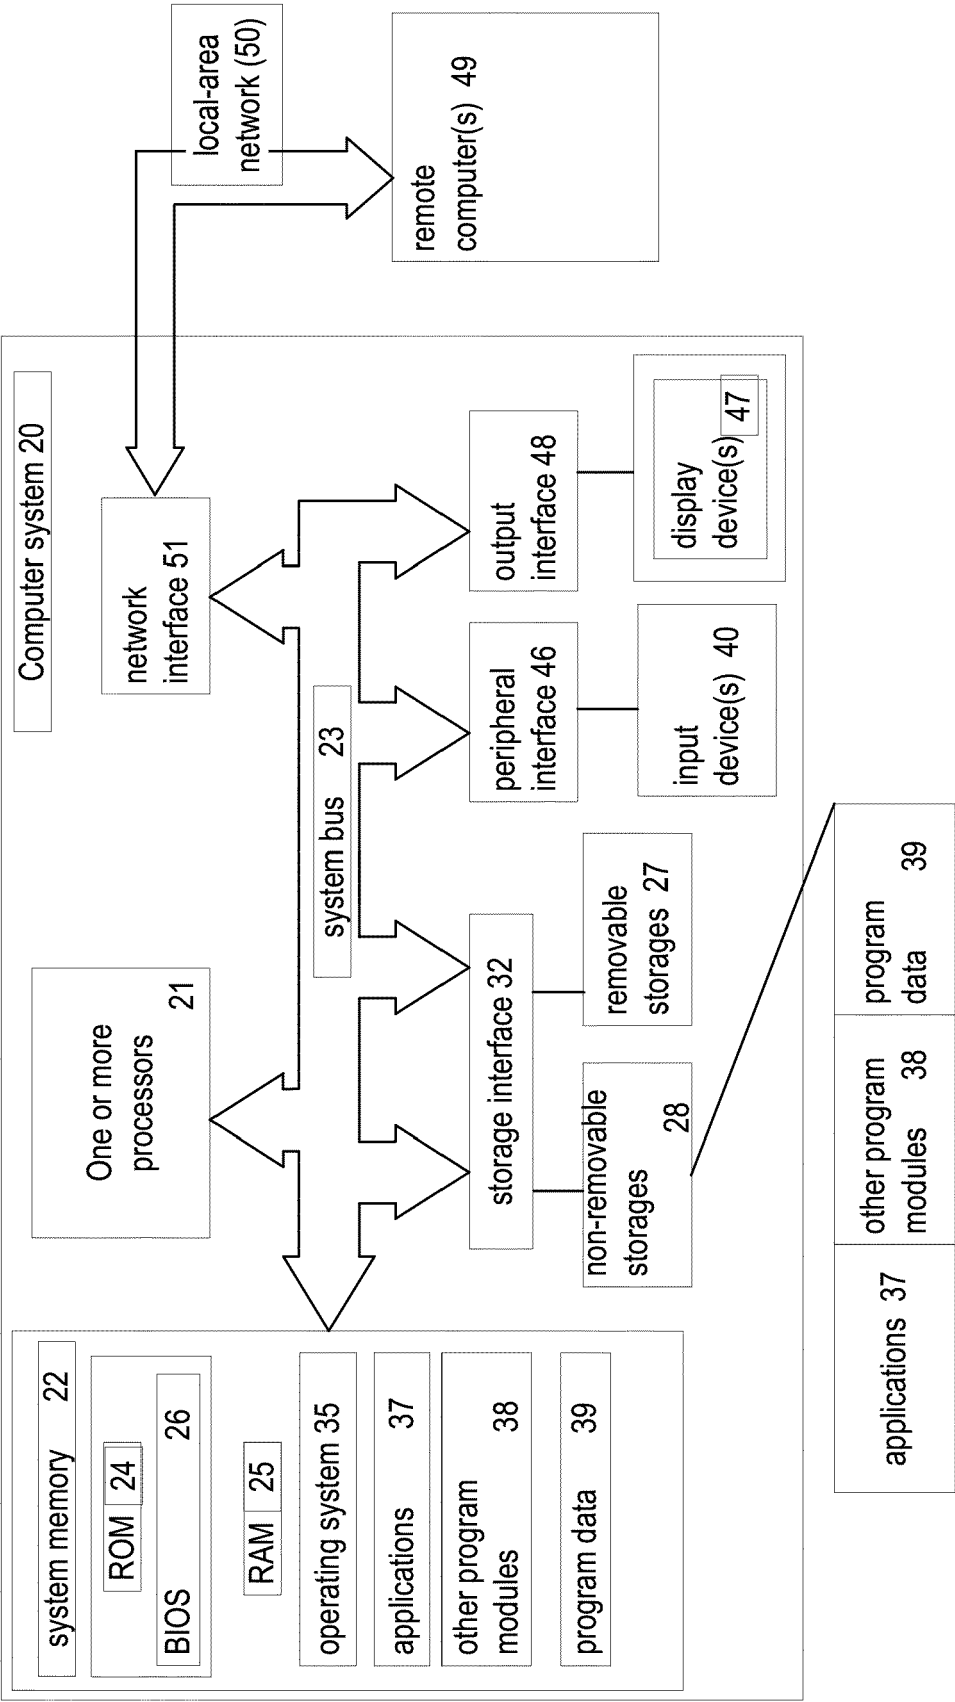 Computer system 20
system memory 22
ROM 24
BIOS 26
RAM 25
operating system 35
applications 37
other program
modules 38
program data 39
One or more
processors 21
network
interface 51
local-area
network (50)
remote
computer(s) 49
system bus 23
storage interface 32
non-removable
storages 28
removable
storages 27
peripheral
interface 46
input
device(s) 40
output
interface 48
display
device(s) 47
applications 37
other program
modules 38
program
data 39